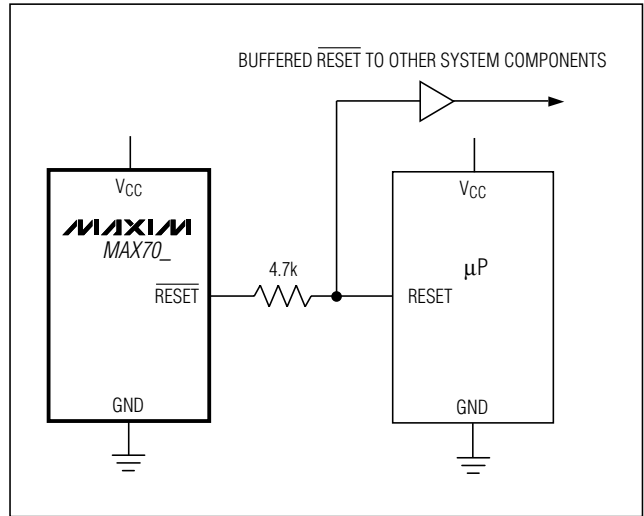 BUFFERED RESET TO OTHER SYSTEM COMPONENTS
VCC
MAXIM
MAX70_
RESET
GND
4.7k
VCC
μP
RESET
GND